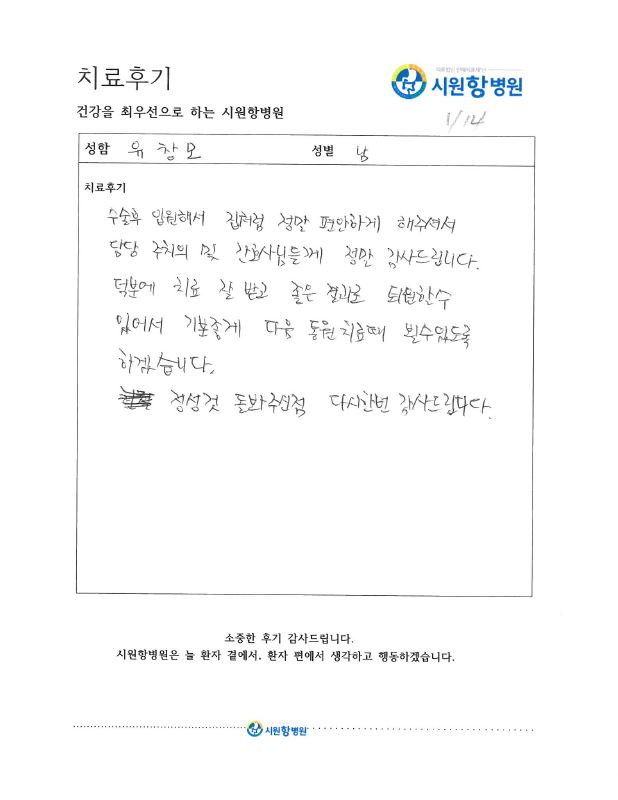 치료후기
시원항병원
건강을 최우선으로 하는 시원항병원
1/14
성함 유창모 성별 남
치료후기
수술후 입원해서 집처럼 정말 편안하게 해주셔서
담당 주치의 및 간호사님들께 정말 감사드립니다.
덕분에 치료 잘 받고 좋은 결과로 퇴원할수
있어서 기분좋게 다음 통원치료때 뵐수있도록
하겠습니다.
정성껏 돌봐주신점 다시한번 감사드립니다.
소중한 후기 감사드립니다.
시원항병원은 늘 환자 곁에서, 환자 편에서 생각하고 행동하겠습니다.
시원항병원